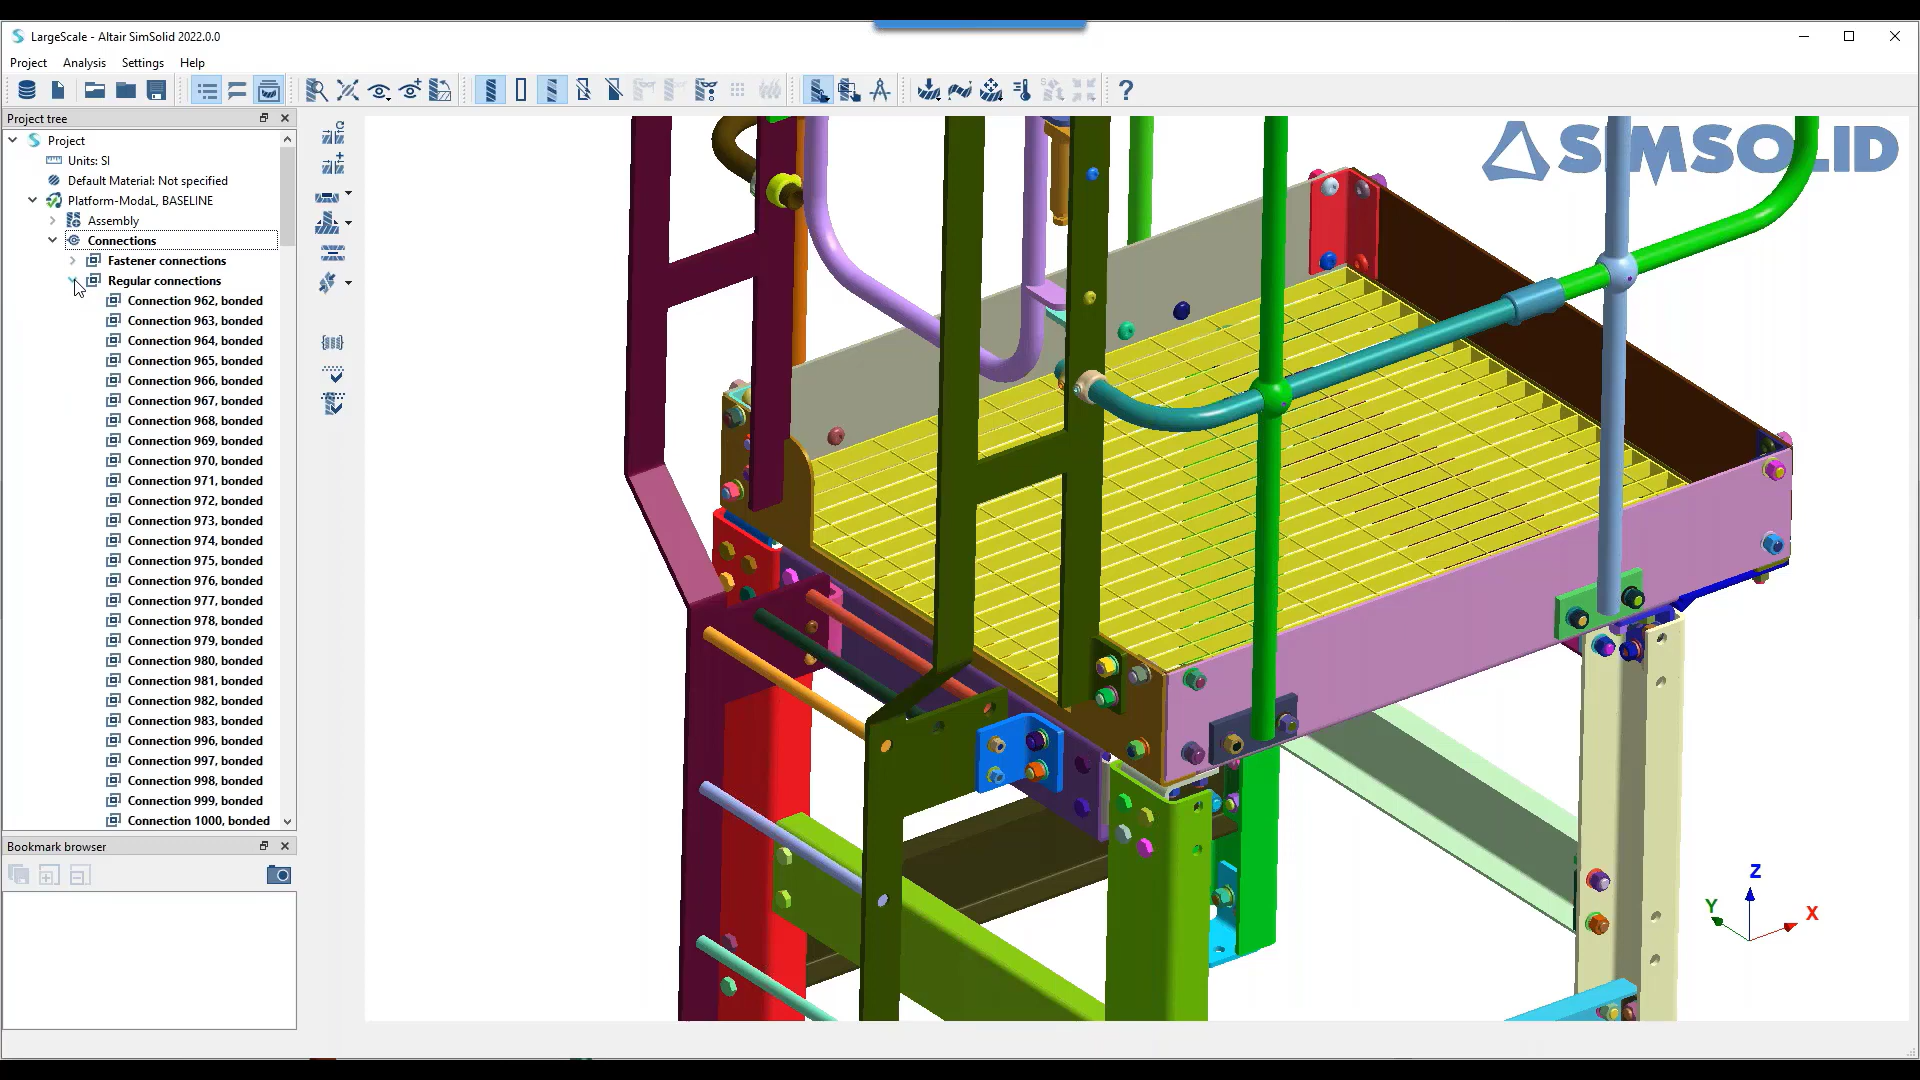 LargeScale - Altair SimSolid 2022.0.0
Project Analysis Settings Help
Project tree
Project
Units: SI
Default Material: Not specified
Platform-ModaL, BASELINE
Assembly
Connections
Fastener connections
Regular connections
Connection 962, bonded
Connection 963, bonded
Connection 964, bonded
Connection 965, bonded
Connection 966, bonded
Connection 967, bonded
Connection 968, bonded
Connection 969, bonded
Connection 970, bonded
Connection 971, bonded
Connection 972, bonded
Connection 973, bonded
Connection 974, bonded
Connection 975, bonded
Connection 976, bonded
Connection 977, bonded
Connection 978, bonded
Connection 979, bonded
Connection 980, bonded
Connection 981, bonded
Connection 982, bonded
Connection 983, bonded
Connection 996, bonded
Connection 997, bonded
Connection 998, bonded
Connection 999, bonded
Connection 1000, bonded
Bookmark browser
SIMSOLID
Z
Y
X